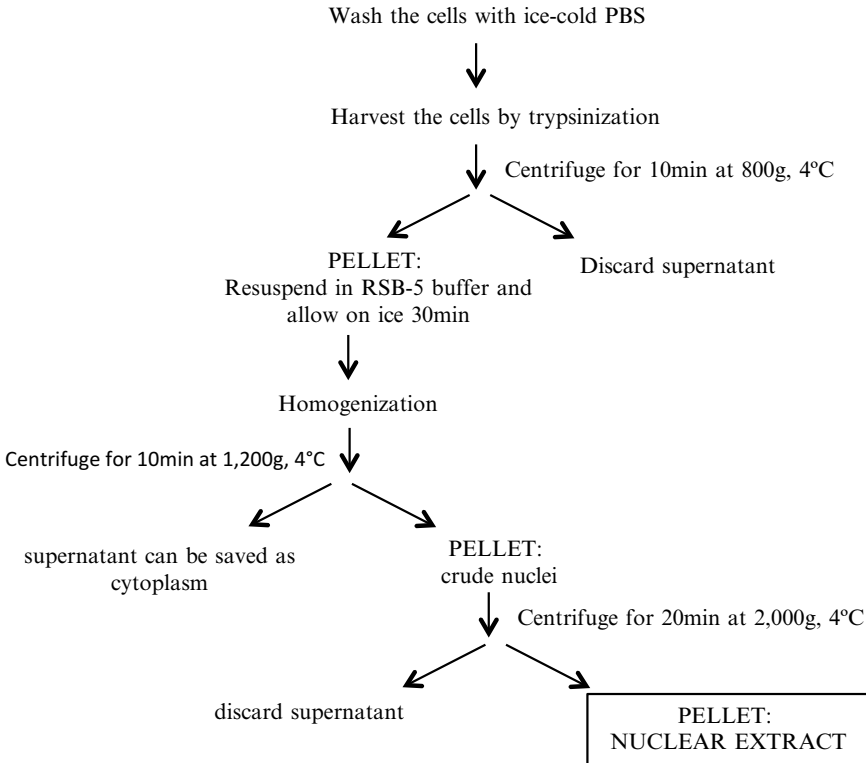 Wash the cells with ice-cold PBS
Harvest the cells by trypsinization
Centrifuge for 10min at 800g, 4ºC
PELLET:
Resuspend in RSB-5 buffer and
allow on ice 30min
Discard supernatant
Homogenization
Centrifuge for 10min at 1,200g, 4°C
supernatant can be saved as
cytoplasm
PELLET:
crude nuclei
Centrifuge for 20min at 2,000g, 4ºC
discard supernatant
PELLET:
NUCLEAR EXTRACT